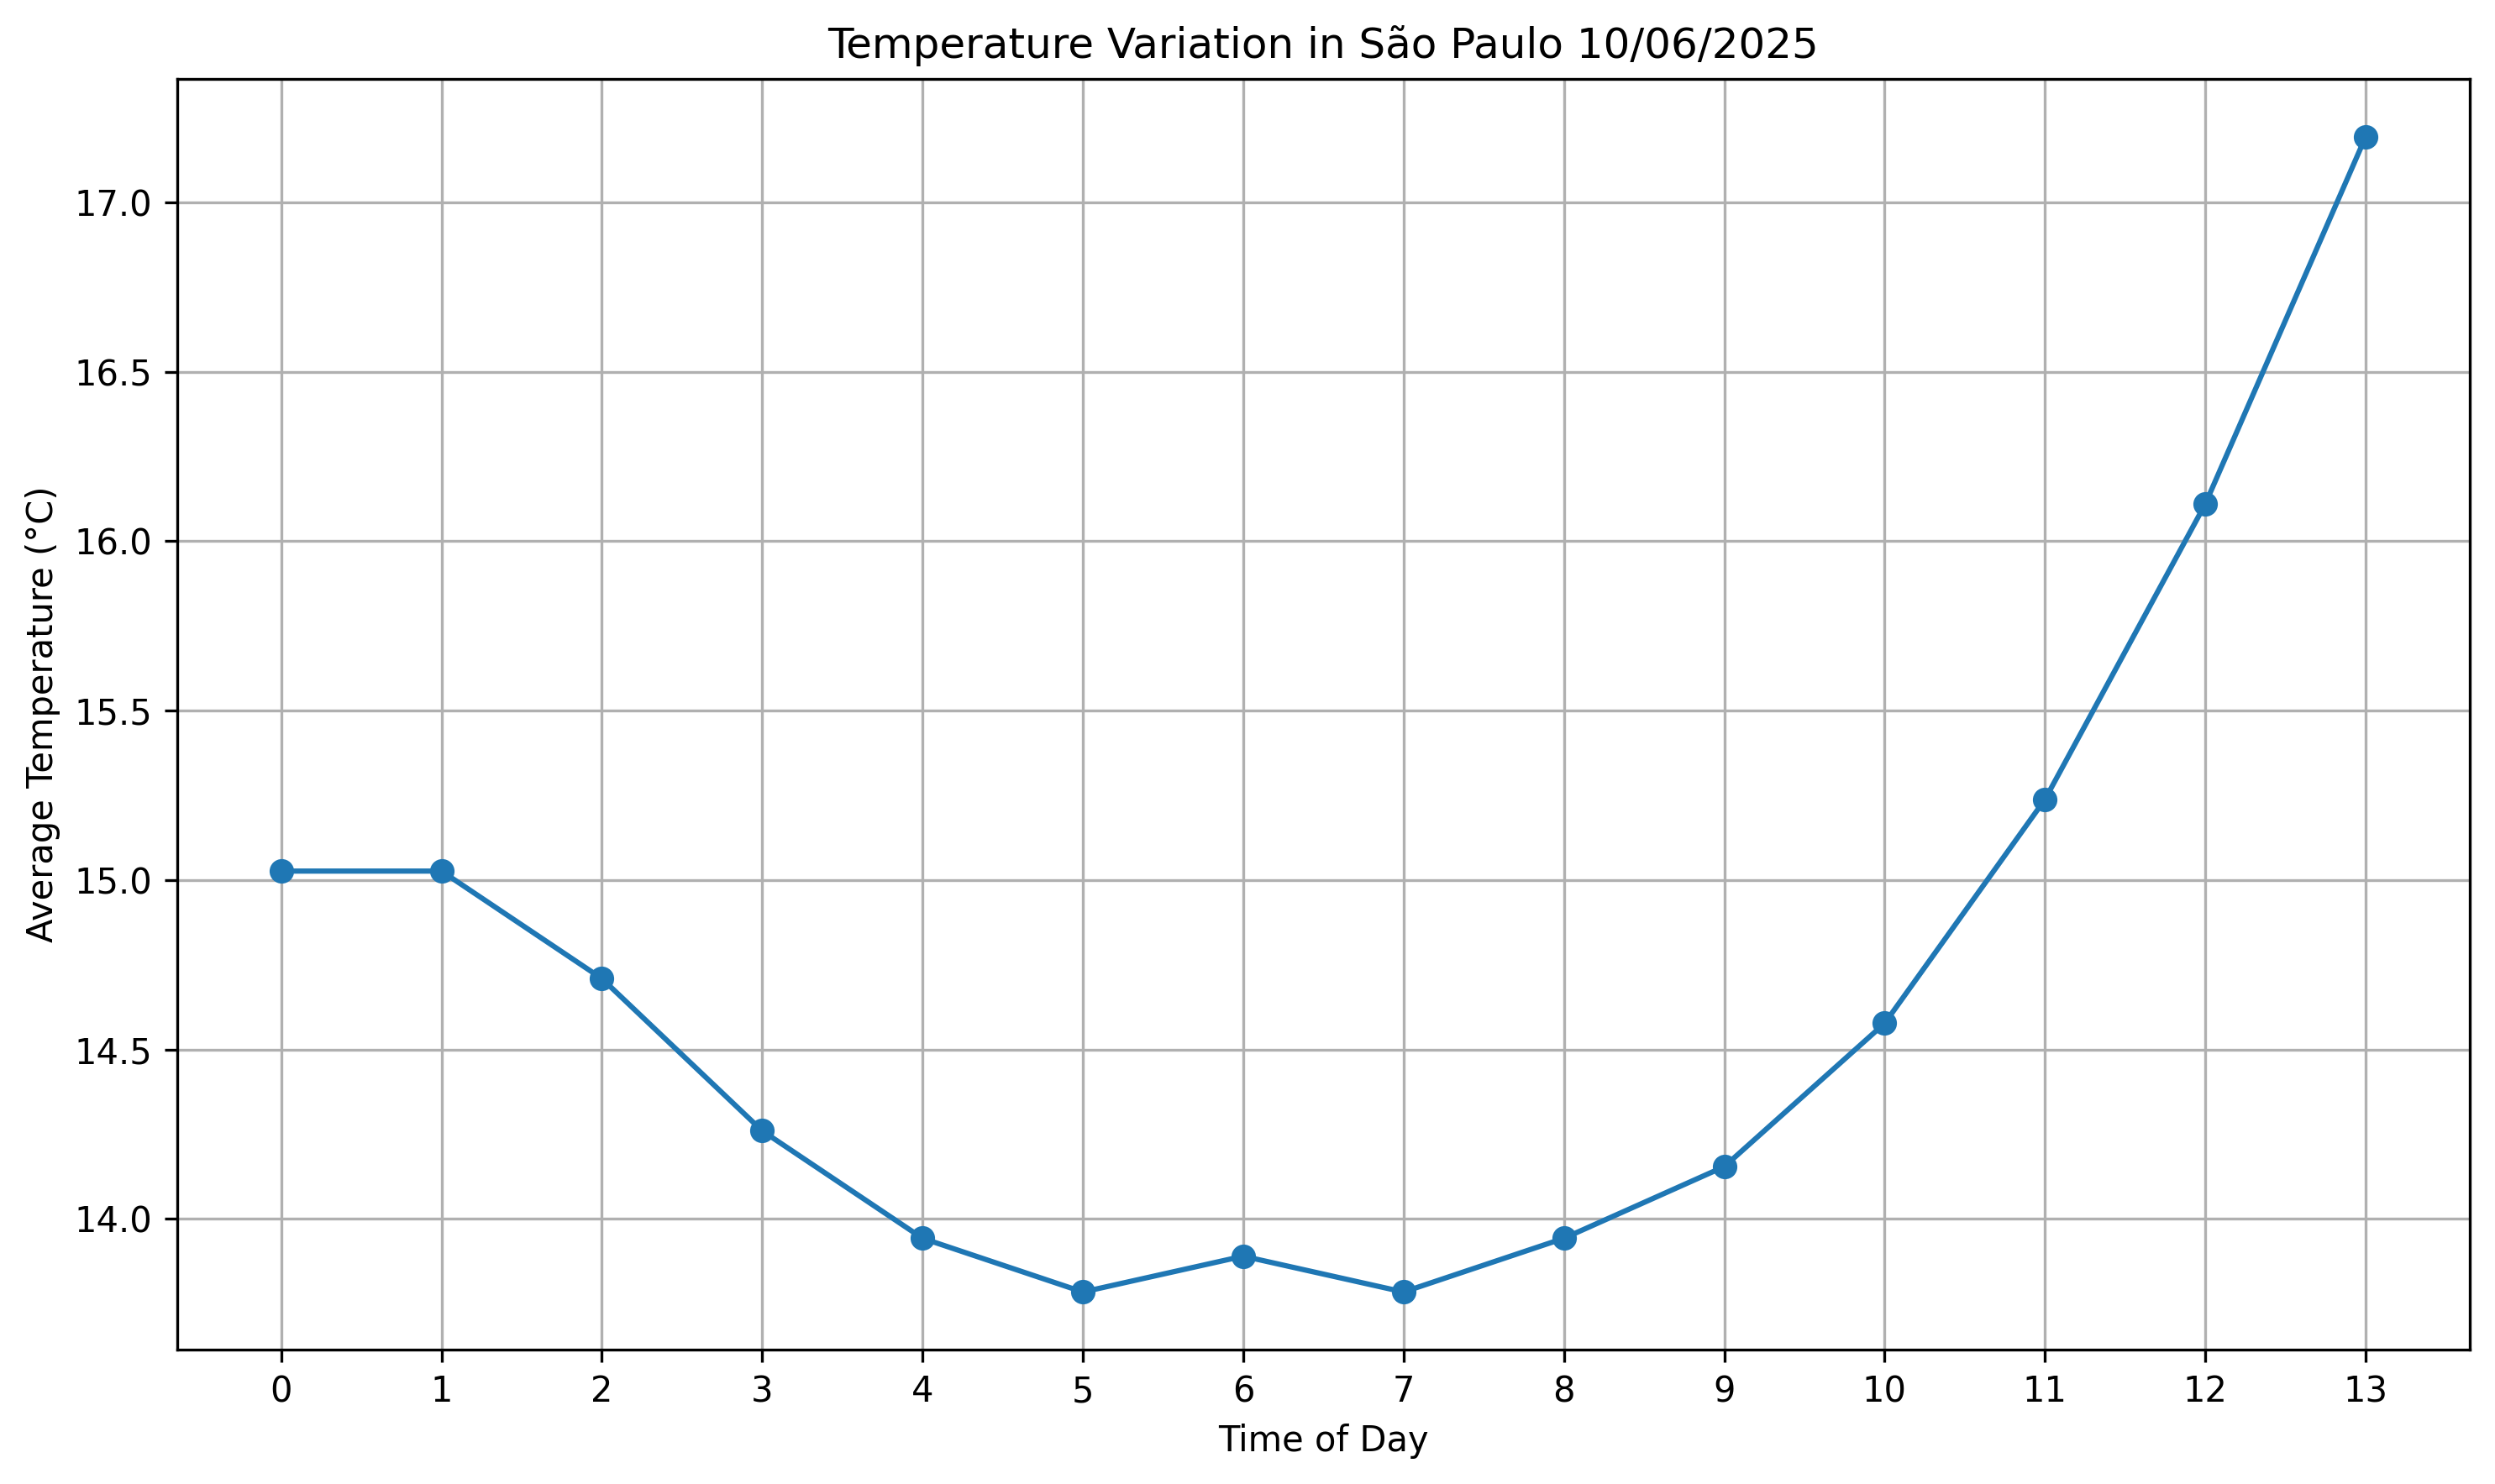 Temperature Variation in São Paulo 10/06/2025
Average Temperature (°C)
17.0
16.5
16.0
15.5
15.0
14.5
14.0
0 1 2 3 4 5 6 7 8 9 10 11 12 13
Time of Day